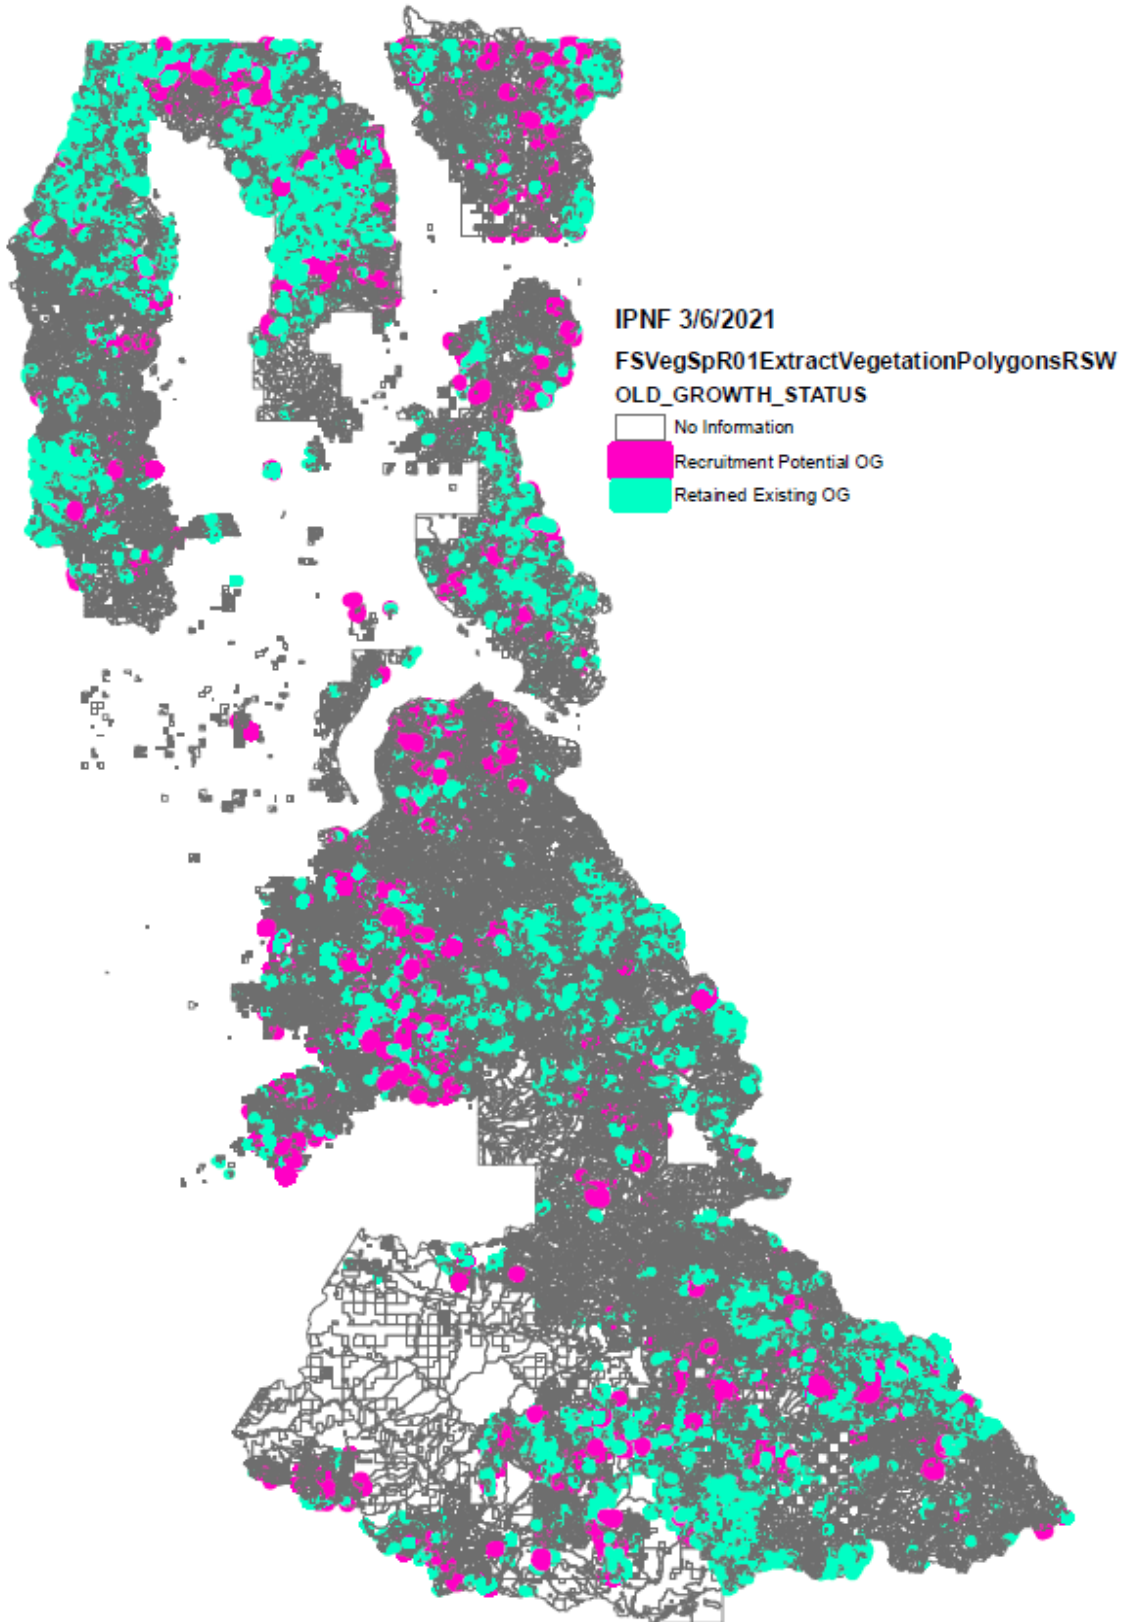 IPNF 3/6/2021
FSVegSpR01ExtractVegetationPolygonsRSW
OLD_GROWTH_STATUS
No Information
Recruitment Potential OG
Retained Existing OG